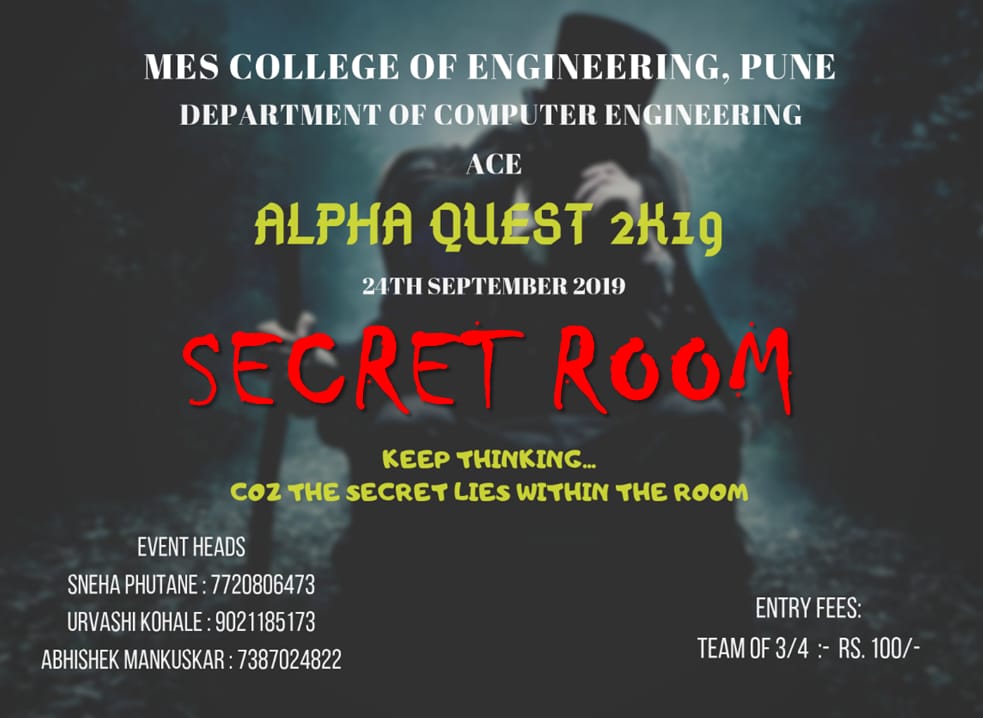 MES COLLEGE OF ENGINEERING, PUNE
DEPARTMENT OF COMPUTER ENGINEERING
ACE
ALPHA QUEST 2K19
24TH SEPTEMBER 2019
SECRET ROOM
KEEP THINKING...
COZ THE SECRET LIES WITHIN THE ROOM
EVENT HEADS
SNEHA PHUTANE : 7720806473
URVASHI KOHALE : 9021185173
ABHISHEK MANKUSKAR : 7387024822
ENTRY FEES:
TEAM OF 3/4 :- RS. 100/-